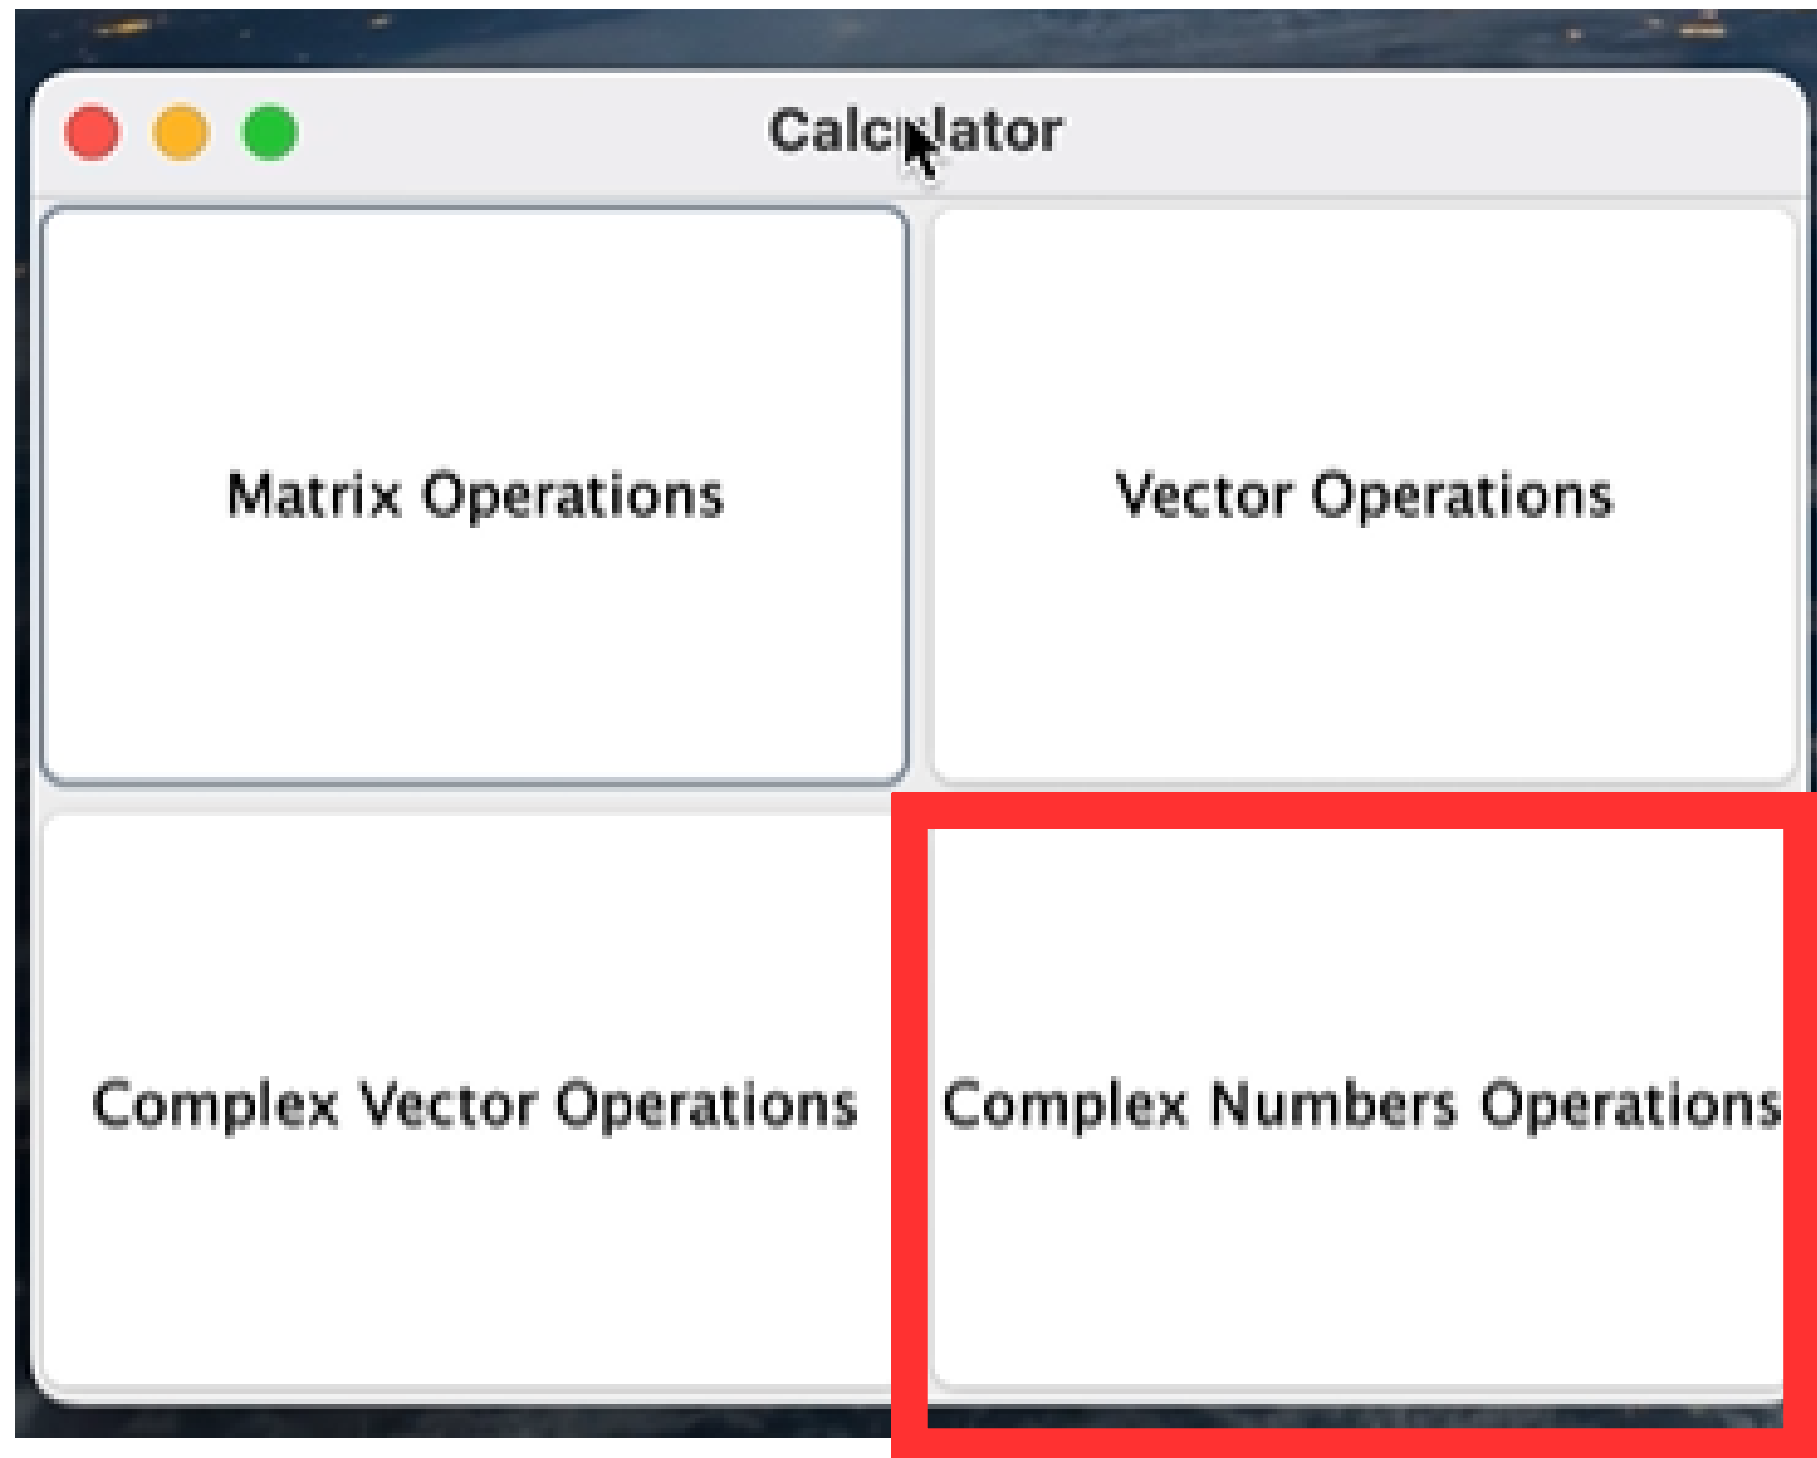 Calculator
Matrix Operations
Vector Operations
Complex Vector Operations
Complex Numbers Operations